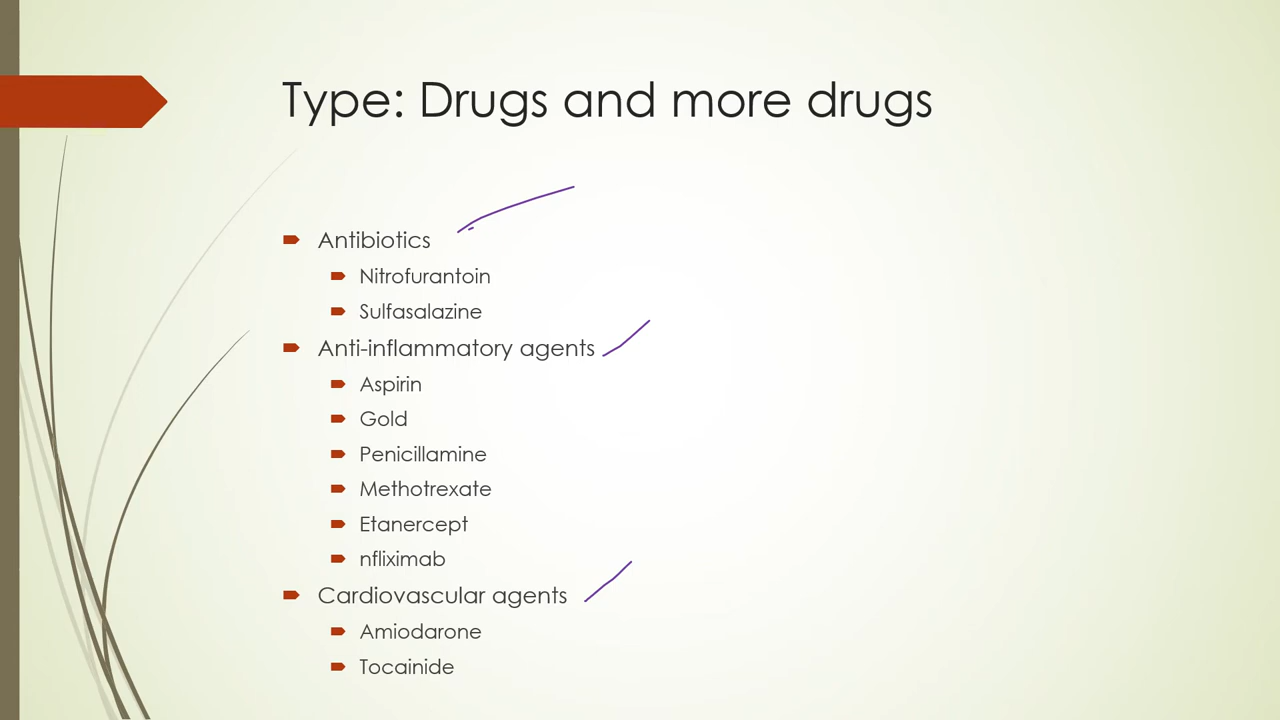 Type: Drugs and more drugs
Antibiotics
Nitrofurantoin
Sulfasalazine
Anti-inflammatory agents
Aspirin
Gold
Penicillamine
Methotrexate
Etanercept
nfliximab
Cardiovascular agents
Amiodarone
Tocainide